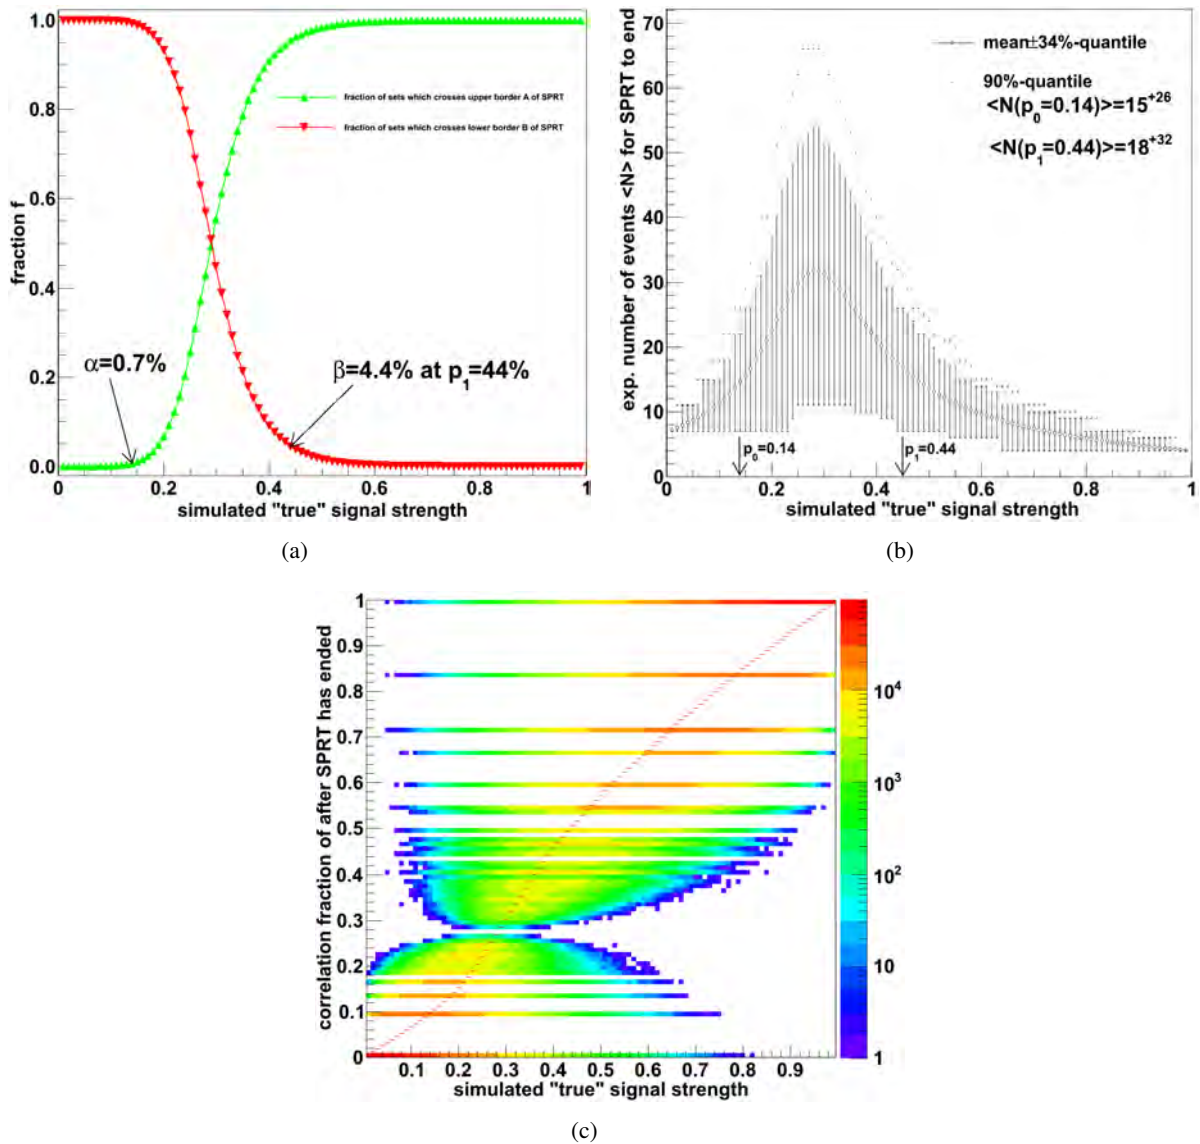 fraction f
1.0
0.8
0.6
0.4
0.2
0.0
fraction of sets which crosses upper border A of SPRT
fraction of sets which crosses lower border B of SPRT
α=0.7%
β=4.4% at p1=44%
0 0.2 0.4 0.6 0.8 1
simulated "true" signal strength
(a)
exp. number of events <N> for SPRT to end
70
60
50
40
30
20
10
0
mean±34%-quantile
90%-quantile
<N(p0=0.14)>=15+26
<N(p1=0.44)>=18+32
p0=0.14
p1=0.44
0 0.2 0.4 0.6 0.8 1
simulated "true" signal strength
(b)
correlation fraction of after SPRT has ended
1
0.9
0.8
0.7
0.6
0.5
0.4
0.3
0.2
0.1
0
10^4
10^3
10^2
10
1
0.1 0.2 0.3 0.4 0.5 0.6 0.7 0.8 0.9
simulated "true" signal strength
(c)